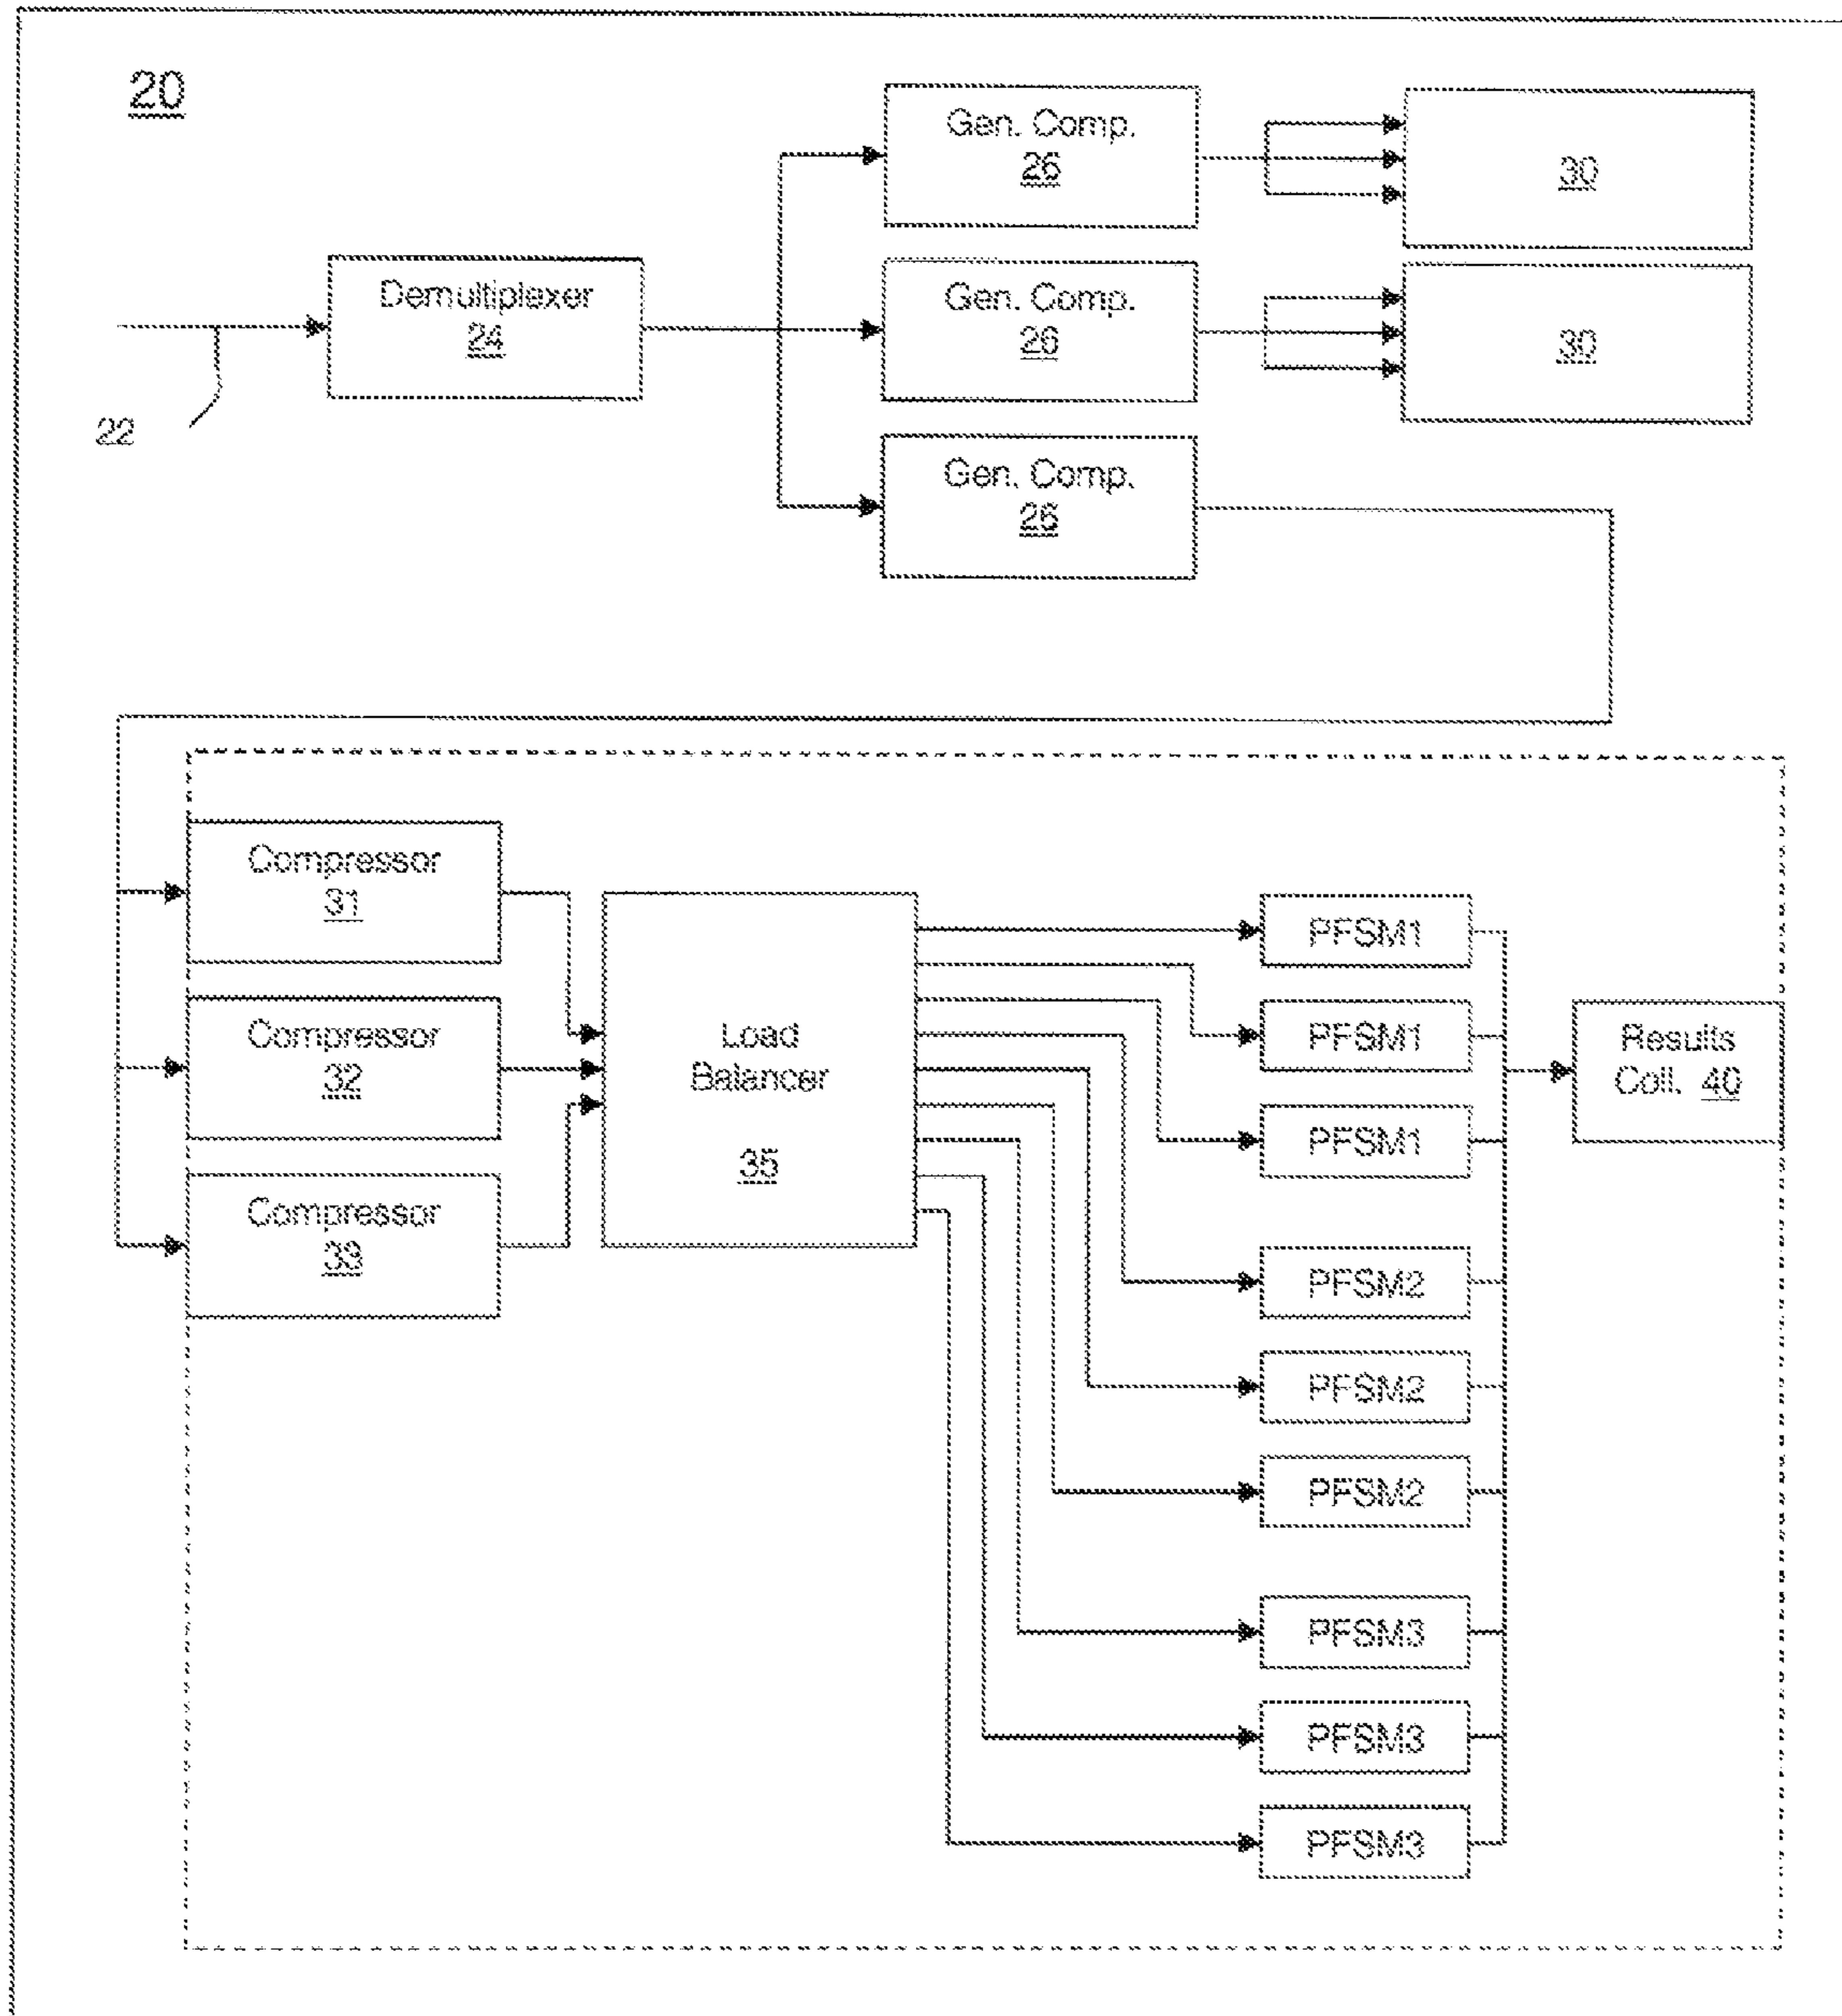 20
Gen. Comp.
26
30
Demultiplexer
24
Gen. Comp.
26
30
22
Gen. Comp.
26
Compressor
31
Compressor
32
Compressor
33
Load
Balancer
35
PFSM1
PFSM1
PFSM1
PFSM2
PFSM2
PFSM2
PFSM3
PFSM3
PFSM3
Results
Coll. 40